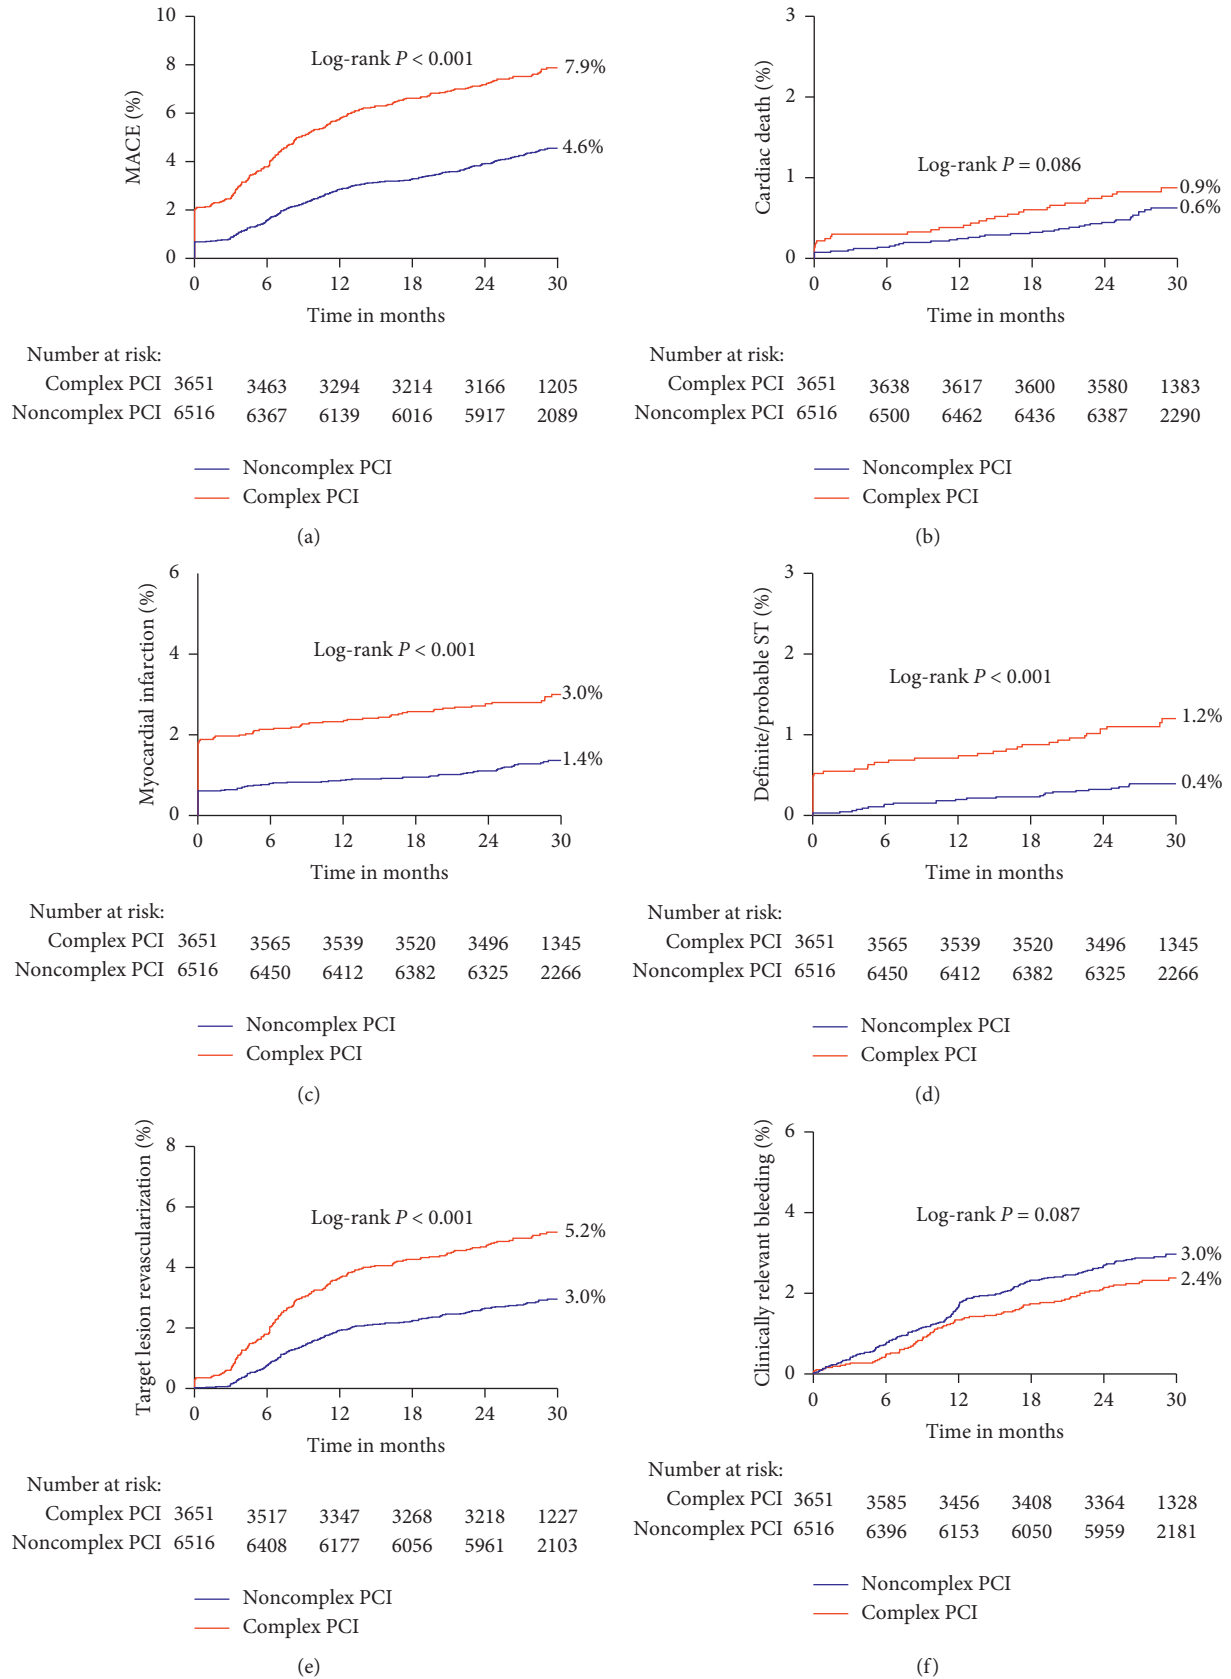 MACE (%)
10
8
6
4
2
0
Log-rank P < 0.001
7.9%
4.6%
0 6 12 18 24 30
Time in months
Number at risk:
Complex PCI 3651 3463 3294 3214 3166 1205
Noncomplex PCI 6516 6367 6139 6016 5917 2089
Noncomplex PCI
Complex PCI
(a)
Cardiac death (%)
3
2
1
0
Log-rank P = 0.086
0.9%
0.6%
0 6 12 18 24 30
Time in months
Number at risk:
Complex PCI 3651 3638 3617 3600 3580 1383
Noncomplex PCI 6516 6500 6462 6436 6387 2290
Noncomplex PCI
Complex PCI
(b)
Myocardial infarction (%)
6
4
2
0
Log-rank P < 0.001
3.0%
1.4%
0 6 12 18 24 30
Time in months
Number at risk:
Complex PCI 3651 3565 3539 3520 3496 1345
Noncomplex PCI 6516 6450 6412 6382 6325 2266
Noncomplex PCI
Complex PCI
(c)
Definite/probable ST (%)
3
2
1
0
Log-rank P < 0.001
1.2%
0.4%
0 6 12 18 24 30
Time in months
Number at risk:
Complex PCI 3651 3565 3539 3520 3496 1345
Noncomplex PCI 6516 6450 6412 6382 6325 2266
Noncomplex PCI
Complex PCI
(d)
Target lesion revascularization (%)
8
6
4
2
0
Log-rank P < 0.001
5.2%
3.0%
0 6 12 18 24 30
Time in months
Number at risk:
Complex PCI 3651 3517 3347 3268 3218 1227
Noncomplex PCI 6516 6408 6177 6056 5961 2103
Noncomplex PCI
Complex PCI
(e)
Clinically relevant bleeding (%)
6
4
2
0
Log-rank P = 0.087
3.0%
2.4%
0 6 12 18 24 30
Time in months
Number at risk:
Complex PCI 3651 3585 3456 3408 3364 1328
Noncomplex PCI 6516 6396 6153 6050 5959 2181
Noncomplex PCI
Complex PCI
(f)